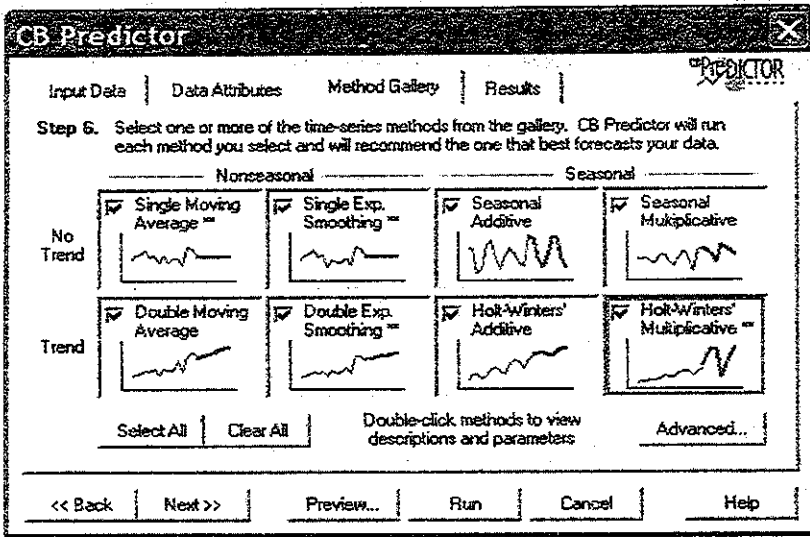 CB Predictor
CB PREDICTOR
Input Data
Data Attributes
Method Gallery
Results
Step 6. Select one or more of the time-series methods from the gallery. CB Predictor will run
each method you select and will recommend the one that best forecasts your data.
Nonseasonal
Seasonal
No
Trend
Single Moving
Average
Single Exp.
Smoothing
Seasonal
Additive
Seasonal
Multiplicative
Trend
Double Moving
Average
Double Exp.
Smoothing
Holt-Winters'
Additive
Holt-Winters'
Multiplicative
Select All
Clear All
Double-click methods to view
descriptions and parameters
Advanced...
<< Back
Next >>
Preview...
Run
Cancel
Help